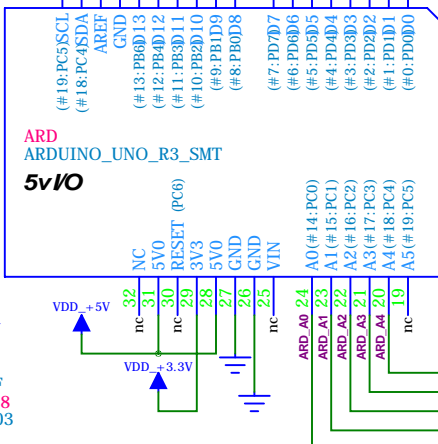 (#19:PC5)SCL
(#18:PC4)SDA
AREF
GND
(#13:PB6)D13
(#12:PB4)D12
(#11:PB3)D11
(#10:PB2)D10
(#9:PB1)D9
(#8:PB0)D8
(#7:PD7)D7
(#6:PD6)D6
(#5:PD5)D5
(#4:PD4)D4
(#3:PD3)D3
(#2:PD2)D2
(#1:PD1)D1
(#0:PD0)D0
ARD
ARDUINO_UNO_R3_SMT
5v I/O
NC
5V0
RESET (PC6)
3V3
5V0
GND
GND
VIN
A0(#14:PC0)
A1(#15:PC1)
A2(#16:PC2)
A3(#17:PC3)
A4(#18:PC4)
A5(#19:PC5)
32
31
30
29
28
27
26
25
24
23
22
21
20
19
nc
nc
nc
nc
ARD_A0
ARD_A1
ARD_A2
ARD_A3
ARD_A4
VDD_+5V
VDD_+3.3V
F
8
03